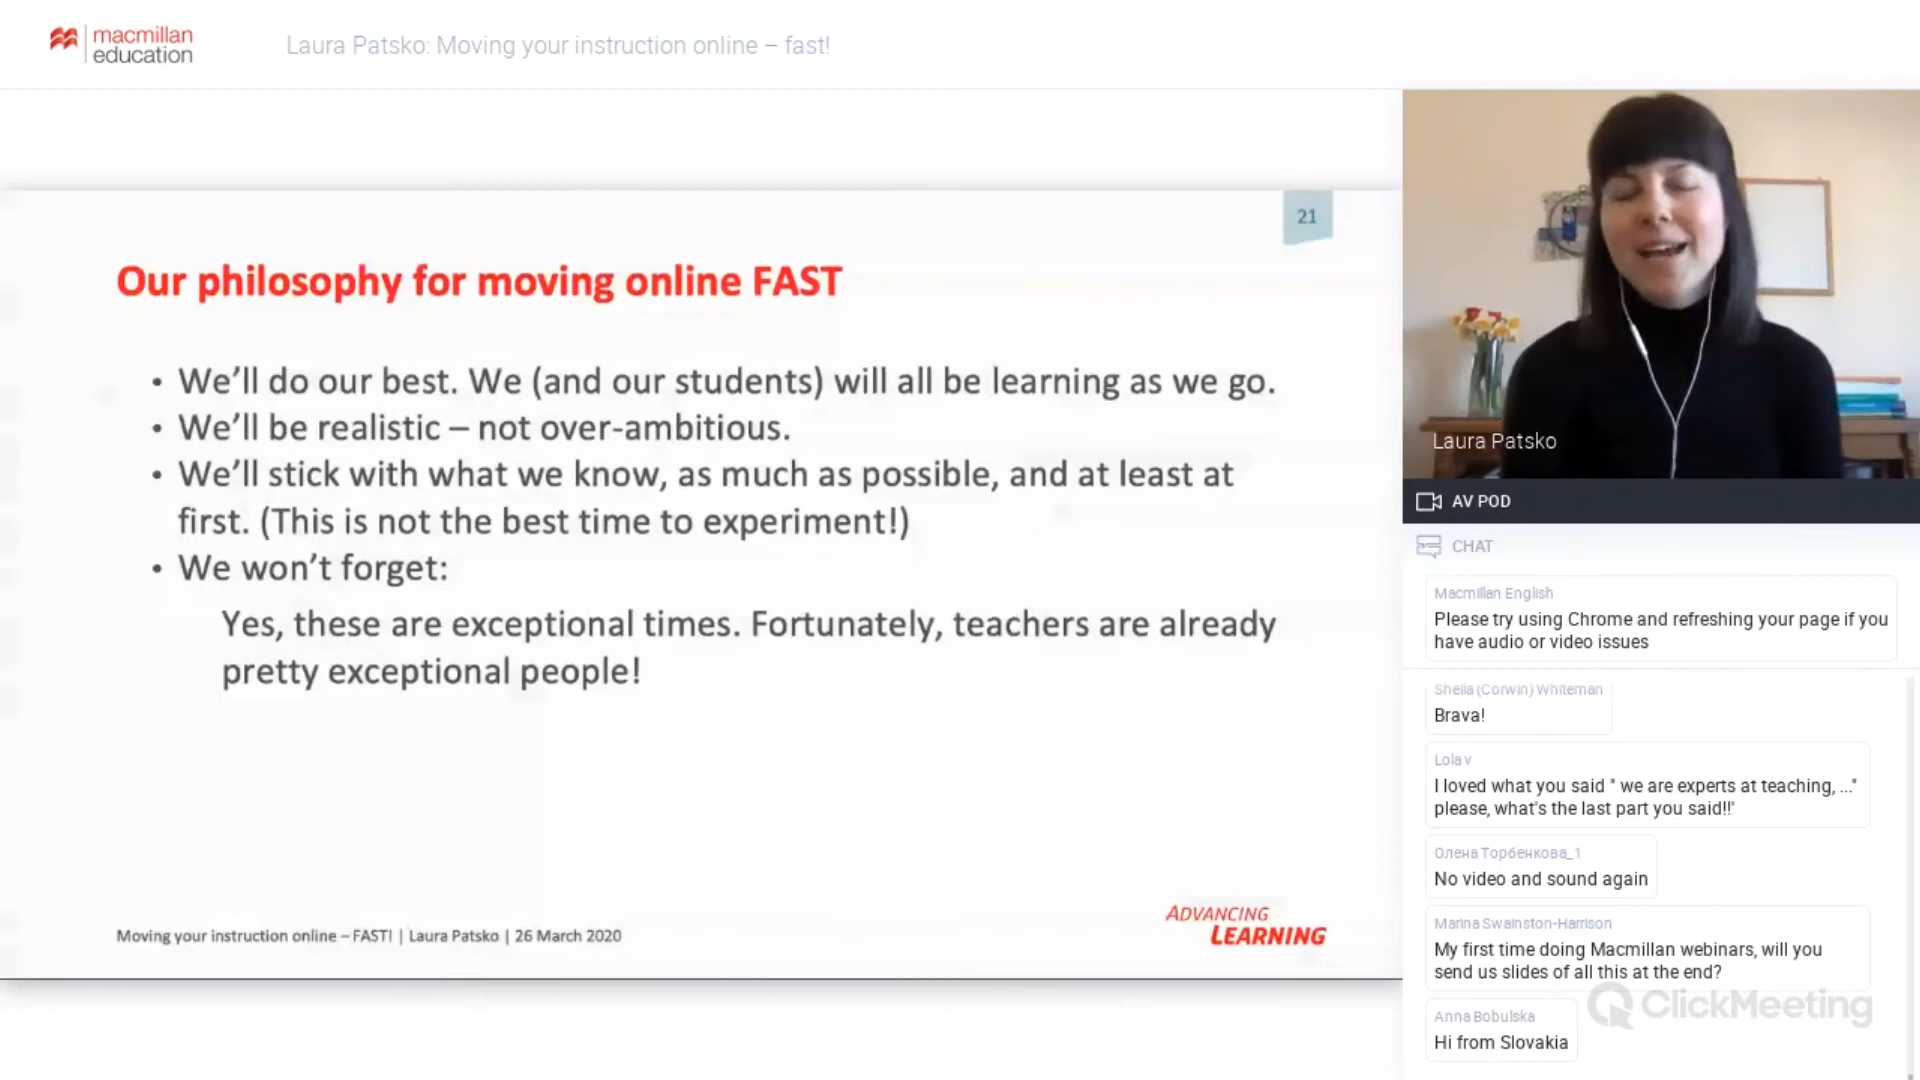 macmillan
education
Laura Patsko: Moving your instruction online – fast!
21
Our philosophy for moving online FAST
• We'll do our best. We (and our students) will all be learning as we go.
• We'll be realistic – not over-ambitious.
• We'll stick with what we know, as much as possible, and at least at
first. (This is not the best time to experiment!)
• We won't forget:
Yes, these are exceptional times. Fortunately, teachers are already
pretty exceptional people!
Moving your instruction online – FAST! | Laura Patsko | 26 March 2020
ADVANCING
LEARNING
Laura Patsko
AV POD
CHAT
Macmillan English
Please try using Chrome and refreshing your page if you
have audio or video issues
Sheila (Corwin) Whiteman
Brava!
Lola v
I loved what you said " we are experts at teaching, ..."
please, what's the last part you said!!'
Олена Торбенкова_1
No video and sound again
Marina Swainston-Harrison
My first time doing Macmillan webinars, will you
send us slides of all this at the end?
ClickMeeting
Anna Bobulska
Hi from Slovakia